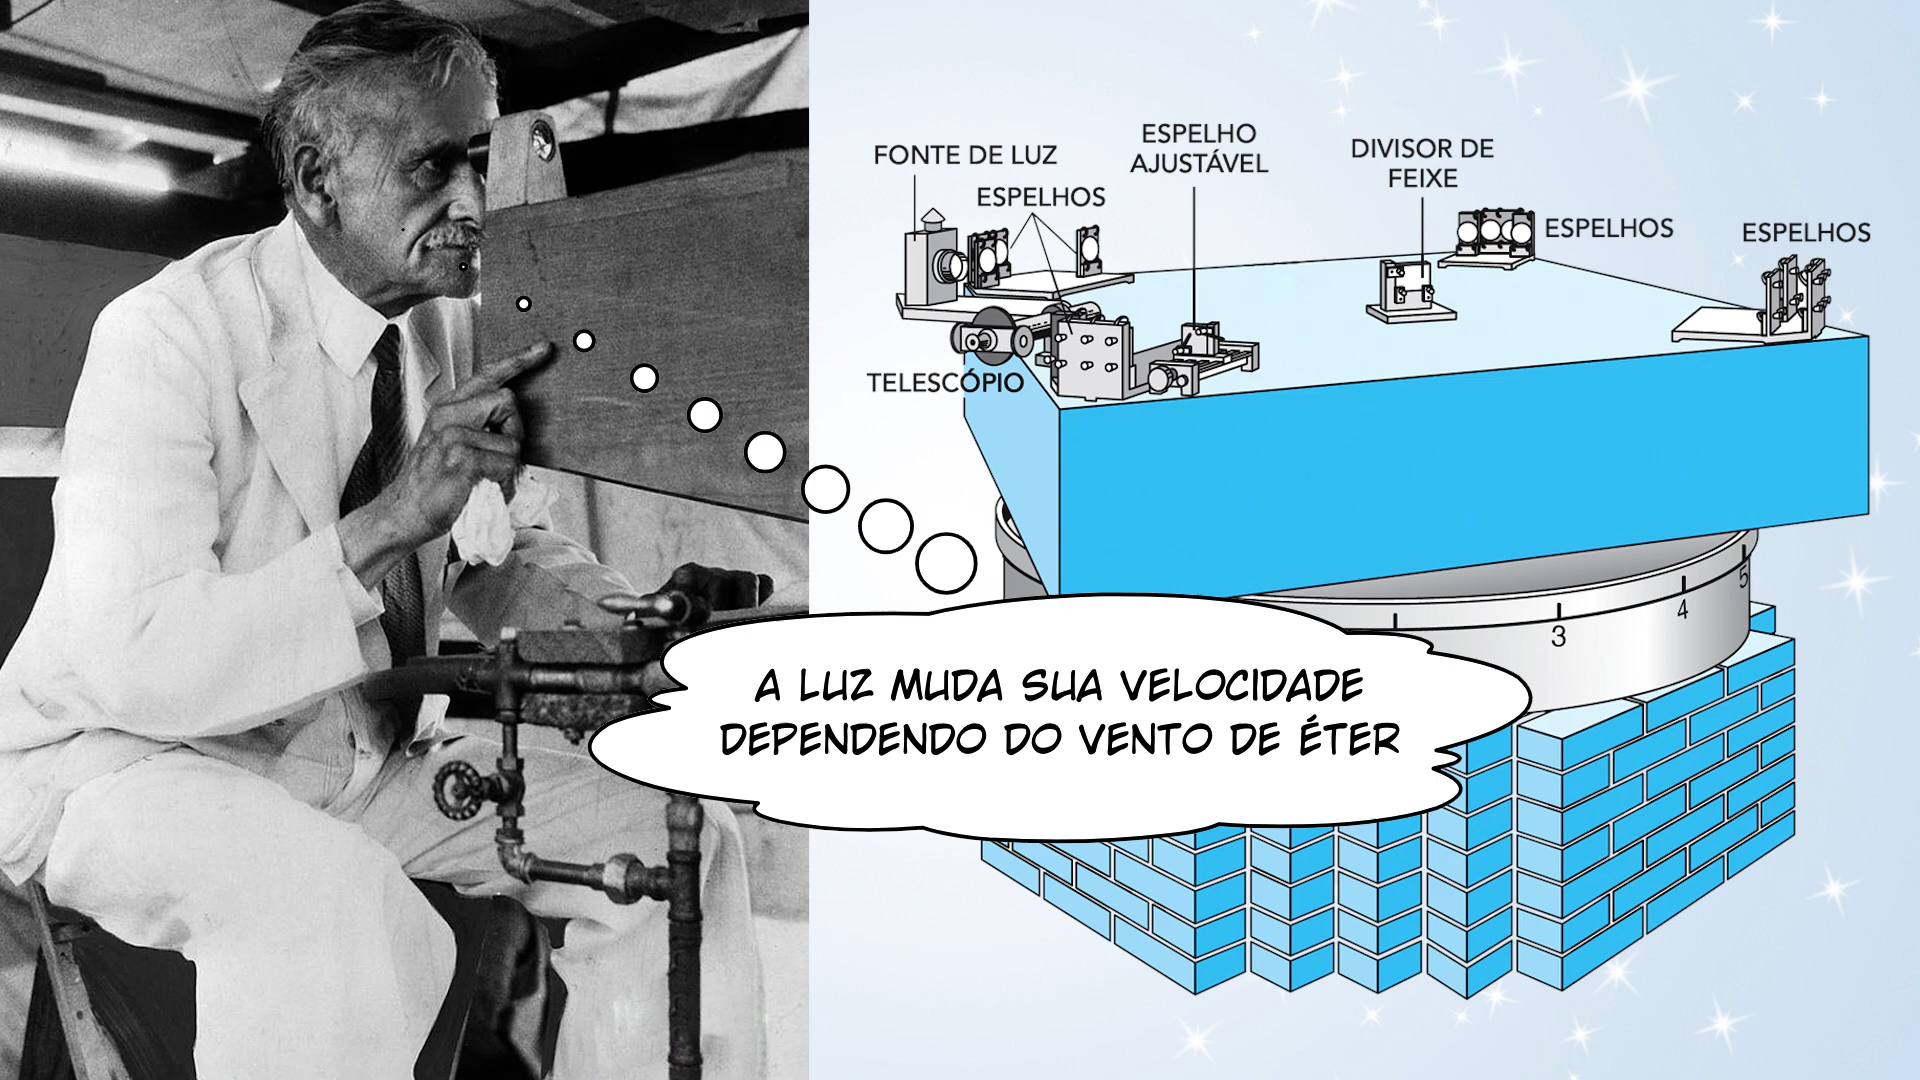 FONTE DE LUZ
ESPELHOS
ESPELHO
AJUSTÁVEL
DIVISOR DE
FEIXE
ESPELHOS
ESPELHOS
TELESCÓPIO
5
4
3
A LUZ MUDA SUA VELOCIDADE
DEPENDENDO DO VENTO DE ÉTER